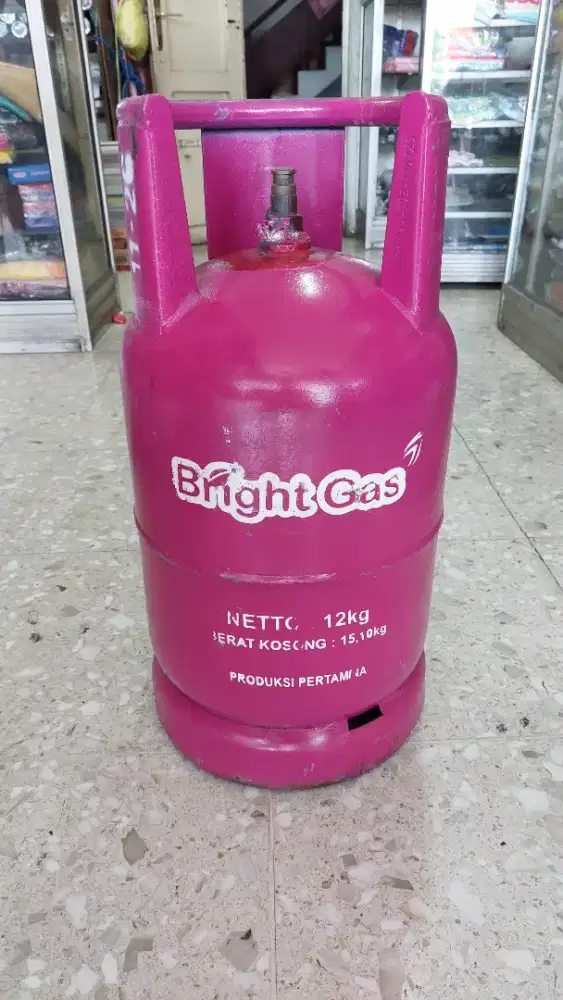 Bright Gas
NETTO : 12kg
BERAT KOSONG : 15,10kg
PRODUKSI PERTAMINA